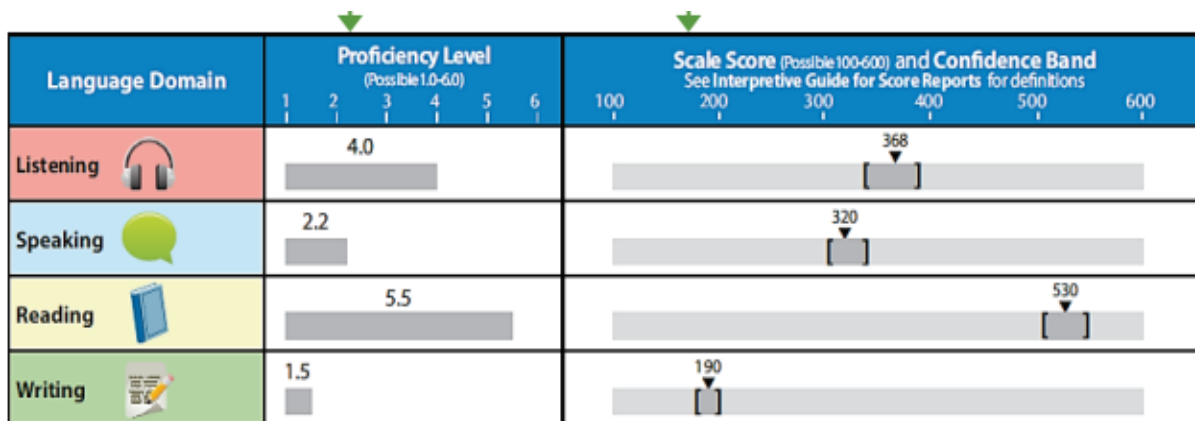 Language Domain
Proficiency Level
(Possible 1.0-6.0)
1 2 3 4 5 6
Scale Score (Possible 100-600) and Confidence Band
See Interpretive Guide for Score Reports for definitions
100 200 300 400 500 600
Listening
4.0
368
Speaking
2.2
320
Reading
5.5
530
Writing
1.5
190